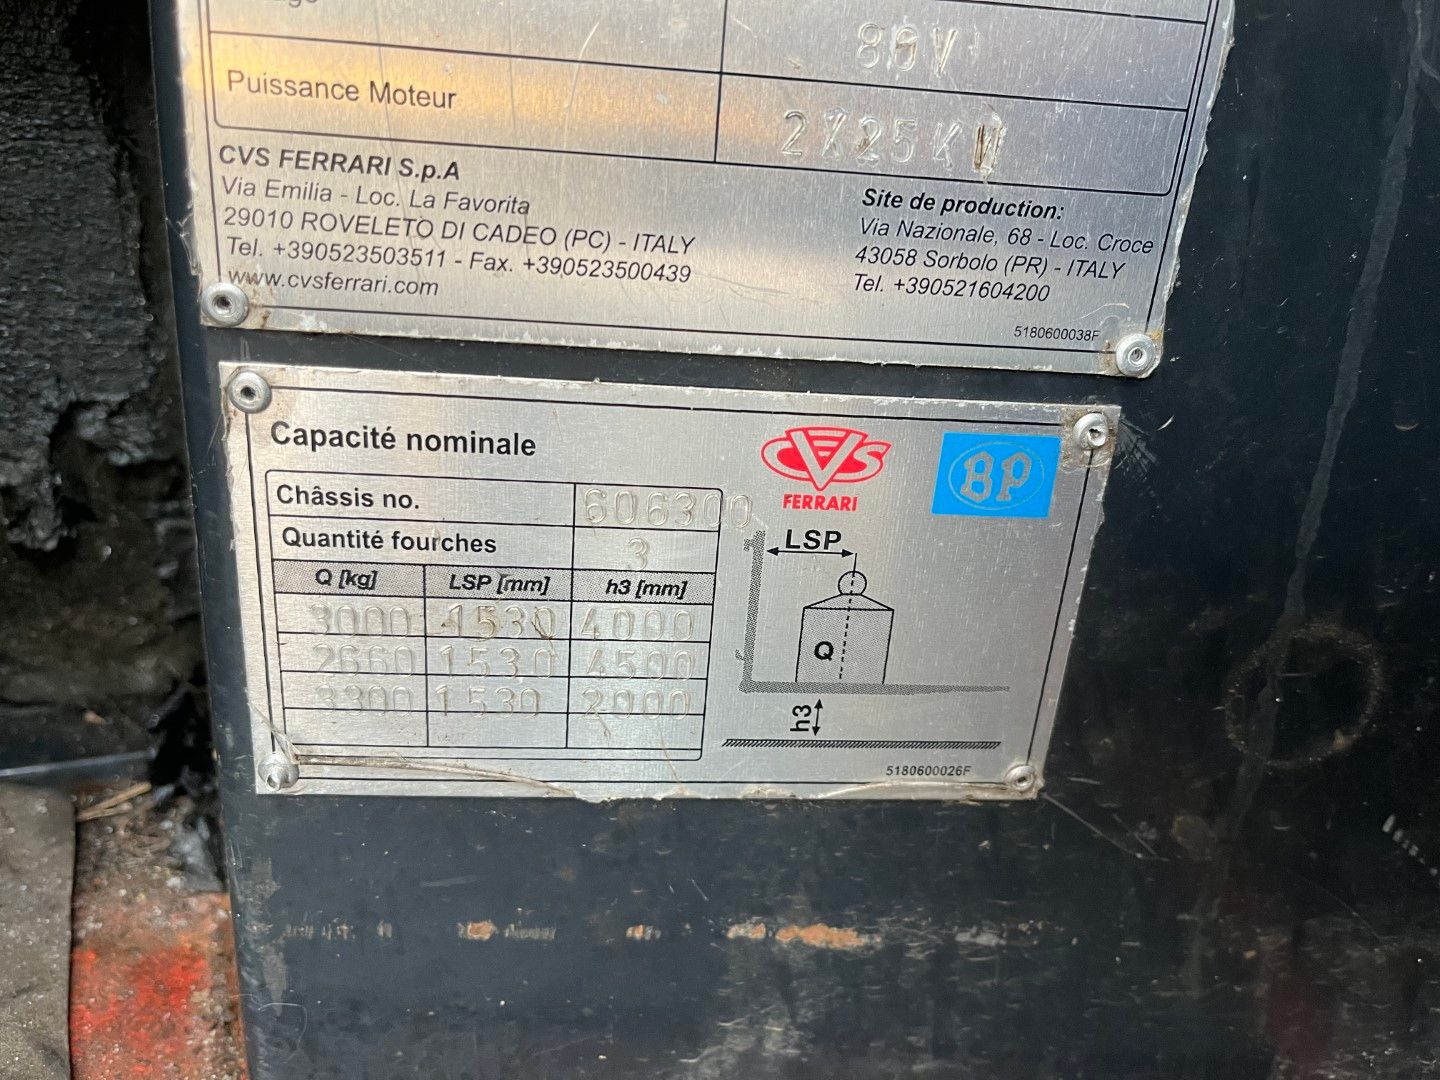 80V
Puissance Moteur
2X25KW
CVS FERRARI S.p.A
Via Emilia - Loc. La Favorita
29010 ROVELETO DI CADEO (PC) - ITALY
Tel. +390523503511 - Fax. +390523500439
www.cvsferrari.com
Site de production:
Via Nazionale, 68 - Loc. Croce
43058 Sorbolo (PR) - ITALY
Tel. +390521604200
5180600038F
Capacité nominale
Châssis no. 606300
Quantité fourches 3
Q [kg] LSP [mm] h3 [mm]
3000 1530 4000
2660 1530 4500
3300 1530 2000
CVS
FERRARI
BP
LSP
Q
h3
5180600026F